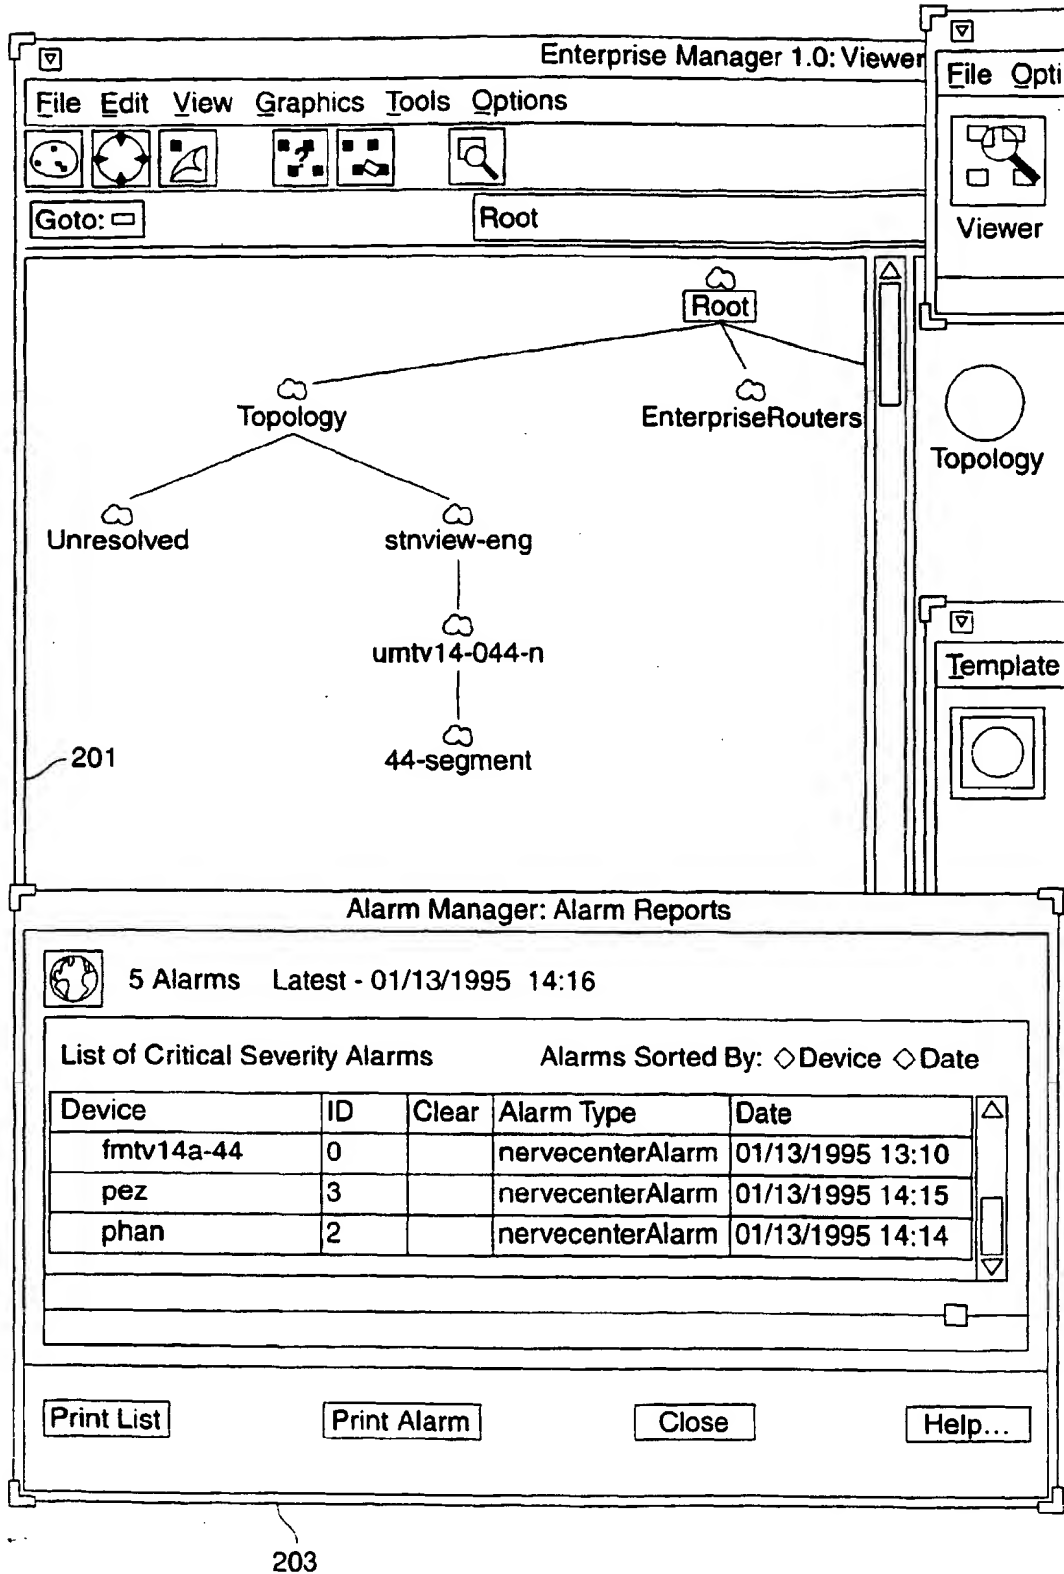 Enterprise Manager 1.0: Viewer
File Edit View Graphics Tools Options
Goto:
Root
Root
Topology
EnterpriseRouters
Unresolved
stnview-eng
umtv14-044-n
44-segment
201
File Opti
Viewer
Topology
Template
Alarm Manager: Alarm Reports
5 Alarms Latest - 01/13/1995 14:16
List of Critical Severity Alarms Alarms Sorted By: Device Date
Device ID Clear Alarm Type Date
fmtv14a-44 0 nervecenterAlarm 01/13/1995 13:10
pez 3 nervecenterAlarm 01/13/1995 14:15
phan 2 nervecenterAlarm 01/13/1995 14:14
Print List Print Alarm Close Help...
203